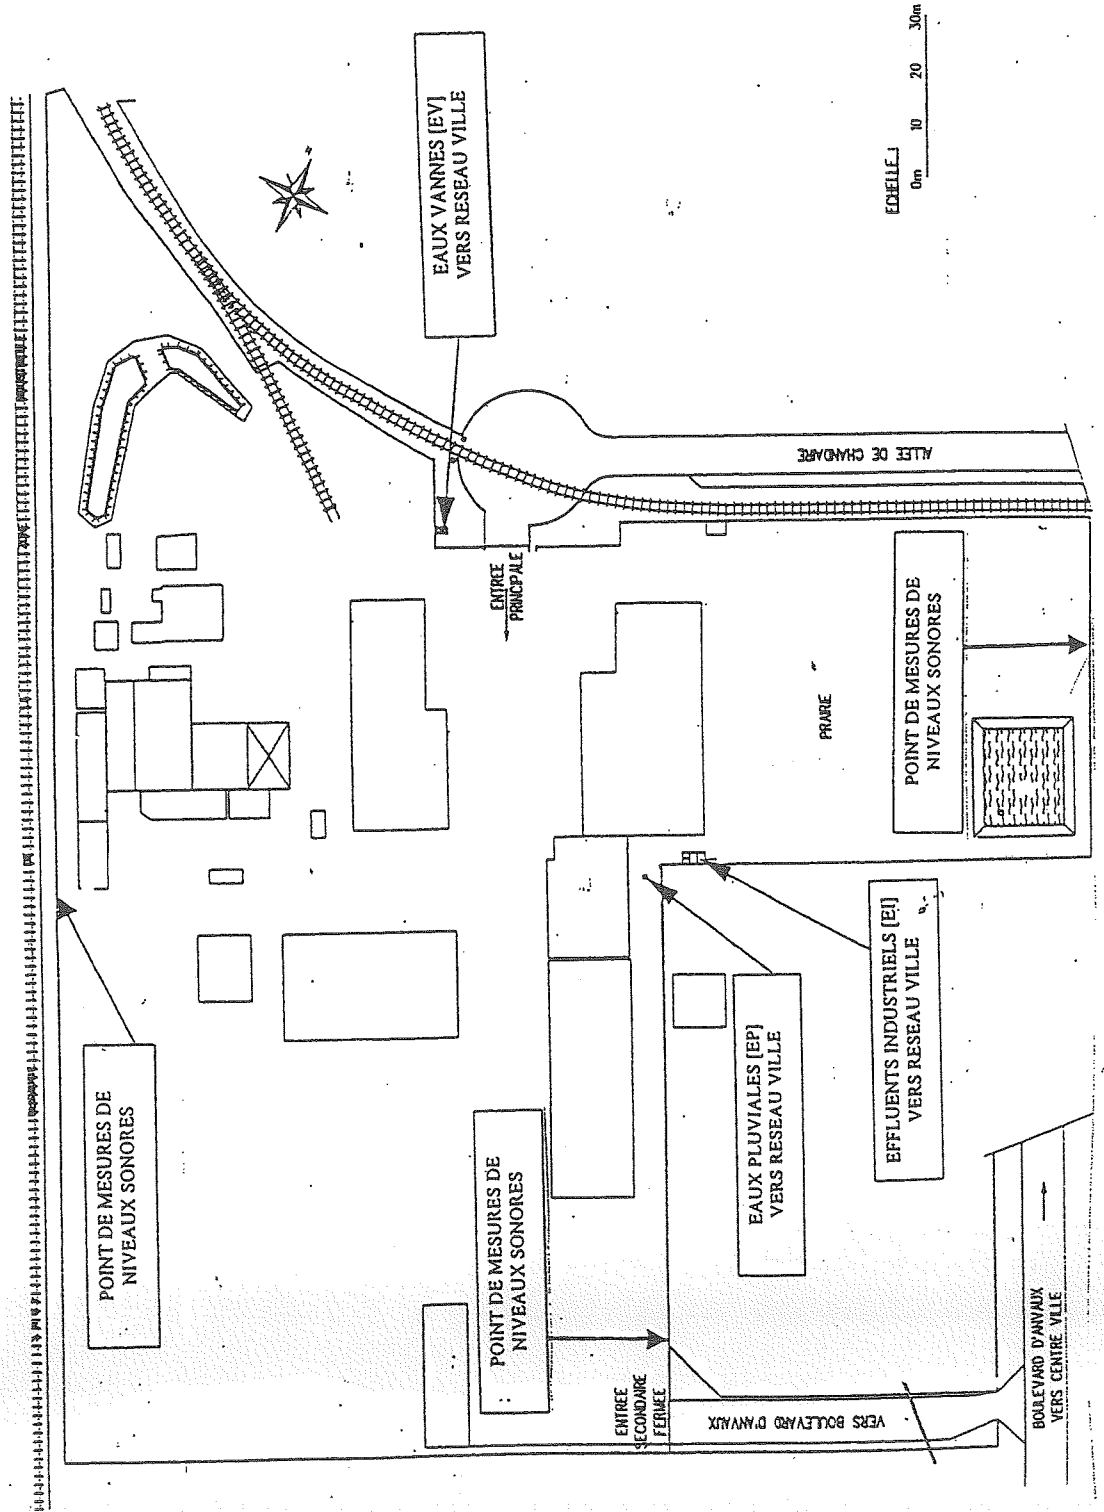 POINT DE MESURES DE
NIVEAUX SONORES
POINT DE MESURES DE
NIVEAUX SONORES
ENTREE
SECONDAIRE
FERMEE
VERS BOULEVARD D'ANVAUX
BOULEVARD D'ANVAUX
VERS CENTRE VILLE
EAUX PLUVIALES [EP]
VERS RESEAU VILLE
EFFLUENTS INDUSTRIELS [EI]
VERS RESEAU VILLE
POINT DE MESURES DE
NIVEAUX SONORES
PRAIRIE
ENTREE
PRINCIPALE
ALLEE DE CHANDAIRE
EAUX VANNES [EV]
VERS RESEAU VILLE
ECHELLE
0m 10 20 30m